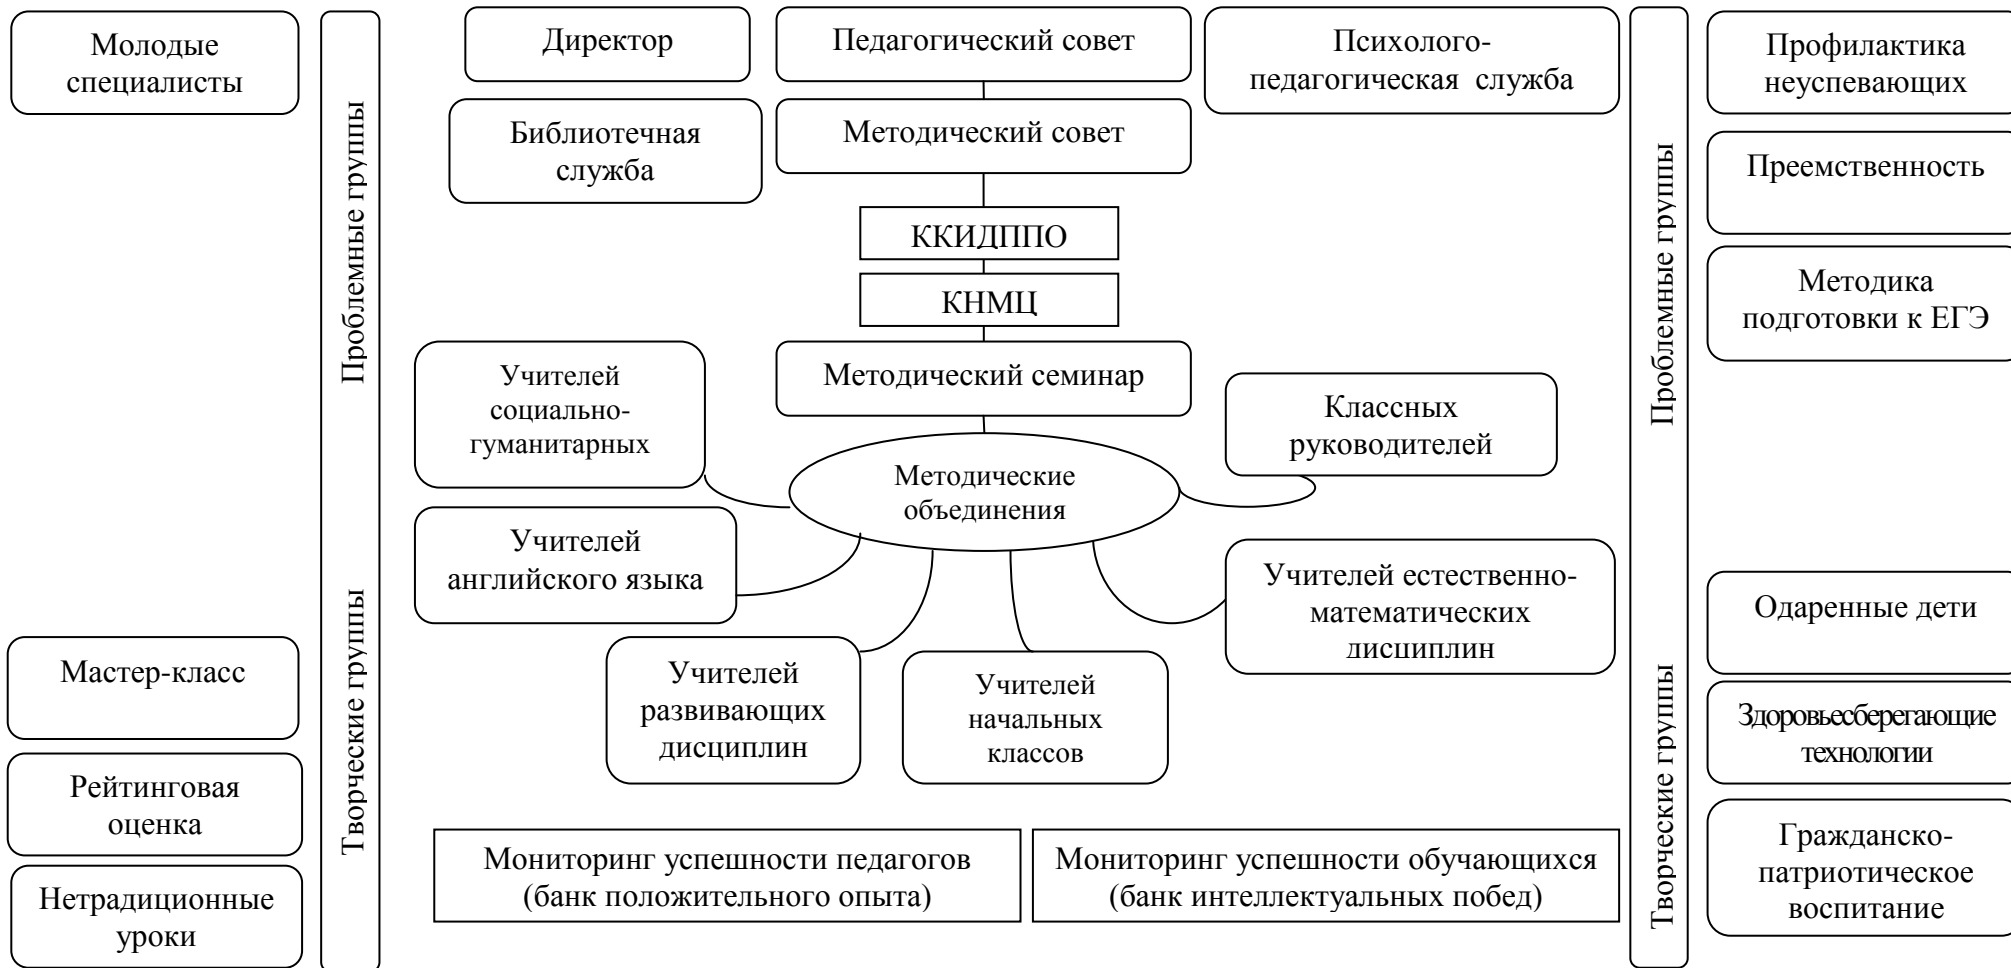 Молодые
специалисты
Директор
Педагогический совет
Психолого-
педагогическая служба
Профилактика
неуспевающих
Библиотечная
служба
Методический совет
Преемственность
Проблемные группы
Проблемные группы
ККИДППО
КНМЦ
Методика
подготовки к ЕГЭ
Методический семинар
Учителей
социально-
гуманитарных
Классных
руководителей
Методические
объединения
Учителей
английского языка
Учителей естественно-
математических
дисциплин
Одаренные дети
Мастер-класс
Творческие группы
Творческие группы
Учителей
развивающих
дисциплин
Учителей
начальных
классов
Здоровьесберегающие
технологии
Рейтинговая
оценка
Гражданско-
патриотическое
воспитание
Мониторинг успешности педагогов
(банк положительного опыта)
Мониторинг успешности обучающихся
(банк интеллектуальных побед)
Нетрадиционные
уроки